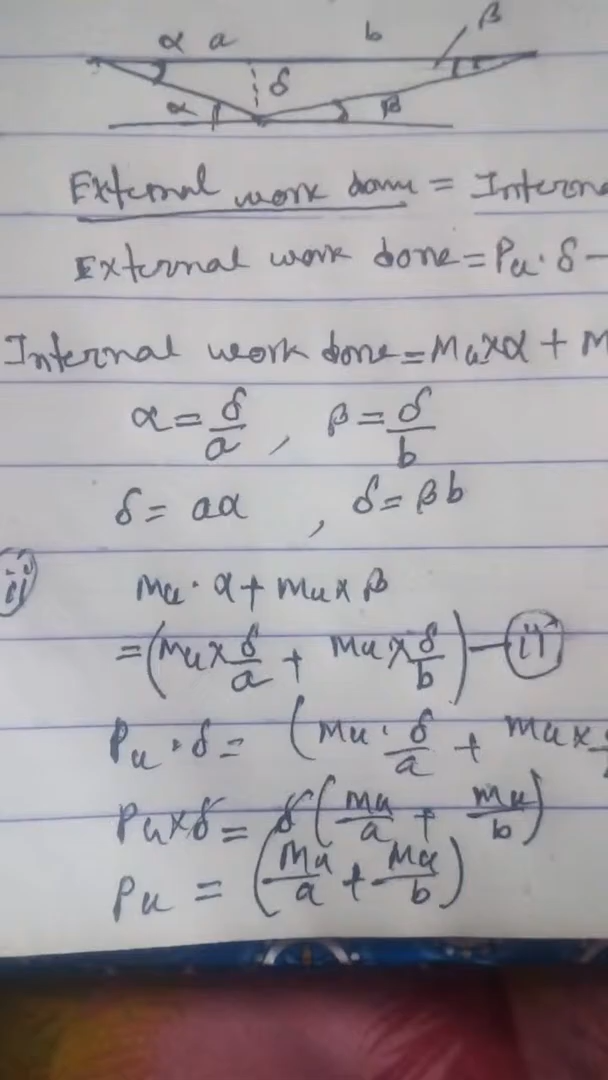 α a b β
δ
α β
External work done = Interna
External work done = Pu·δ —
Internal work done = Mu×α + M
α = δ/a , β = δ/b
δ = aα , δ = βb
ii Mu·α + Mu×β
= (Mu×δ/a + Mu×δ/b) — ii
Pu·δ = (Mu·δ/a + Mu×
Pu×δ = δ(Mu/a + Mu/b)
Pu = (Mu/a + Mu/b)